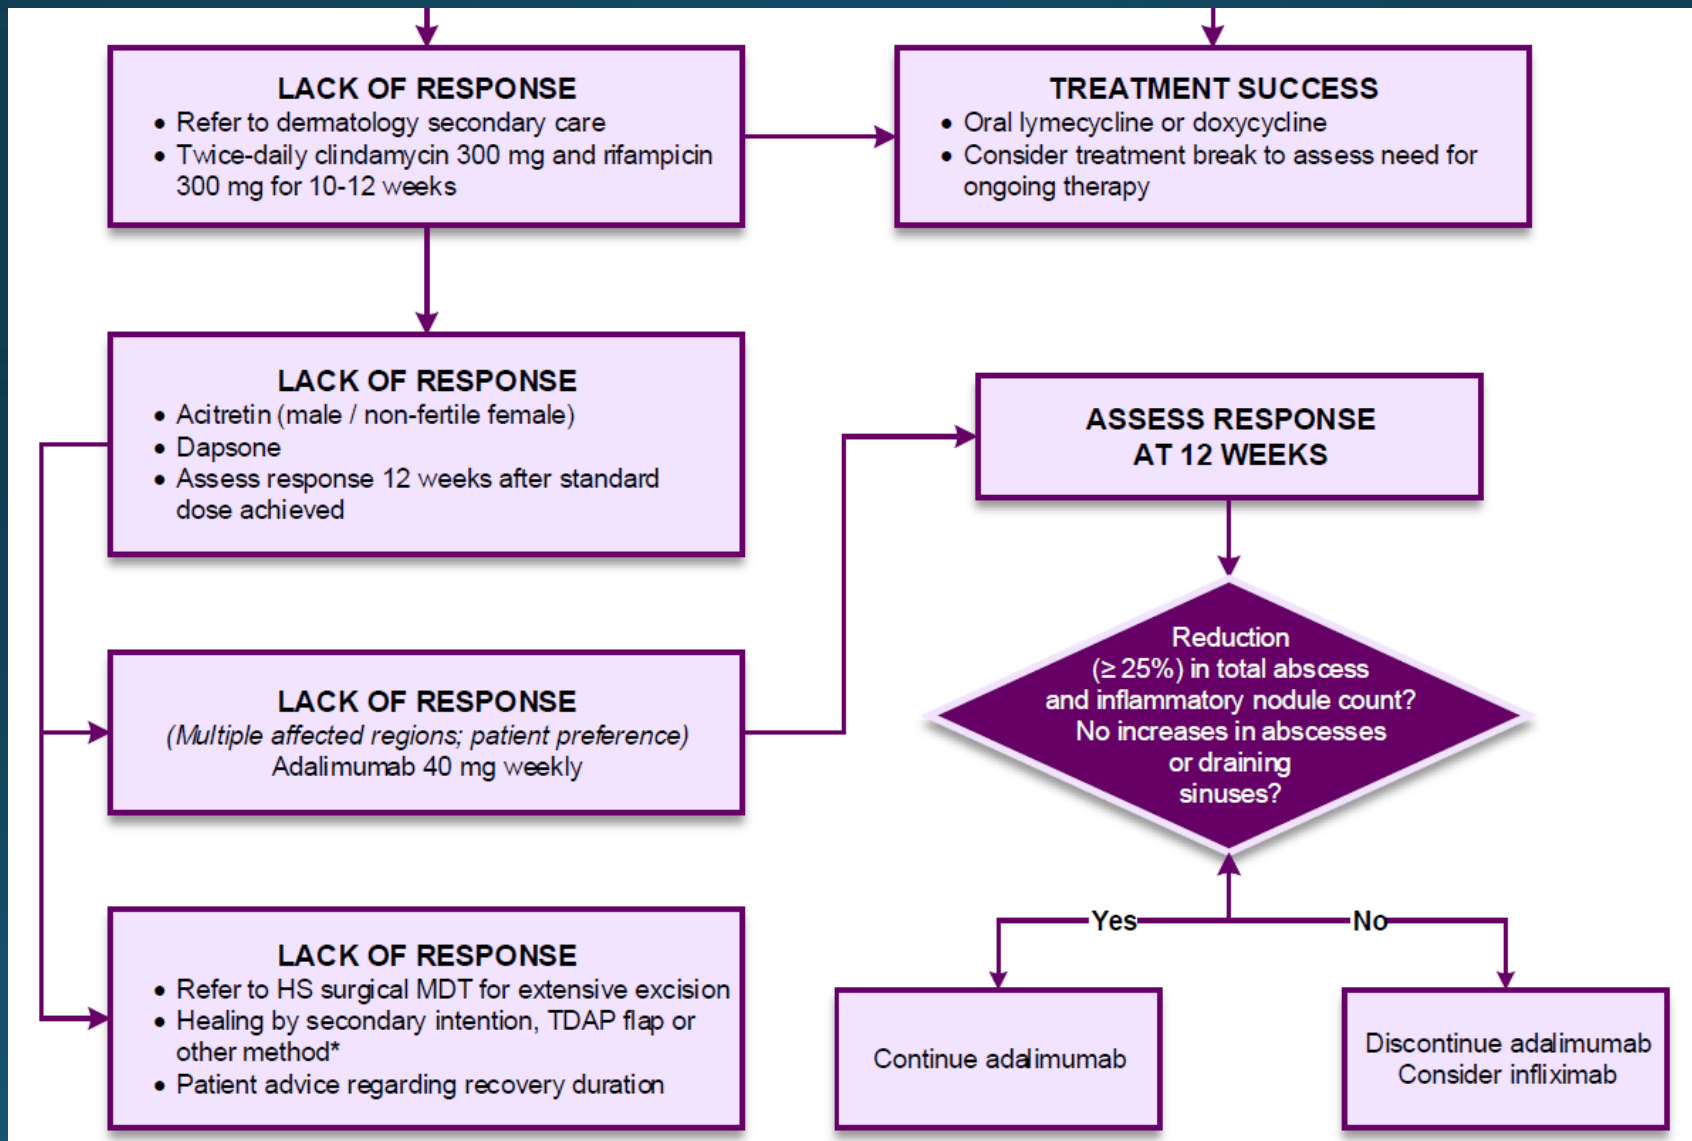 LACK OF RESPONSE
• Refer to dermatology secondary care
• Twice-daily clindamycin 300 mg and rifampicin
300 mg for 10-12 weeks
TREATMENT SUCCESS
• Oral lymecycline or doxycycline
• Consider treatment break to assess need for
ongoing therapy
LACK OF RESPONSE
• Acitretin (male / non-fertile female)
• Dapsone
• Assess response 12 weeks after standard
dose achieved
ASSESS RESPONSE
AT 12 WEEKS
LACK OF RESPONSE
(Multiple affected regions; patient preference)
Adalimumab 40 mg weekly
Reduction
(≥ 25%) in total abscess
and inflammatory nodule count?
No increases in abscesses
or draining
sinuses?
Yes
No
LACK OF RESPONSE
• Refer to HS surgical MDT for extensive excision
• Healing by secondary intention, TDAP flap or
other method*
• Patient advice regarding recovery duration
Continue adalimumab
Discontinue adalimumab
Consider infliximab